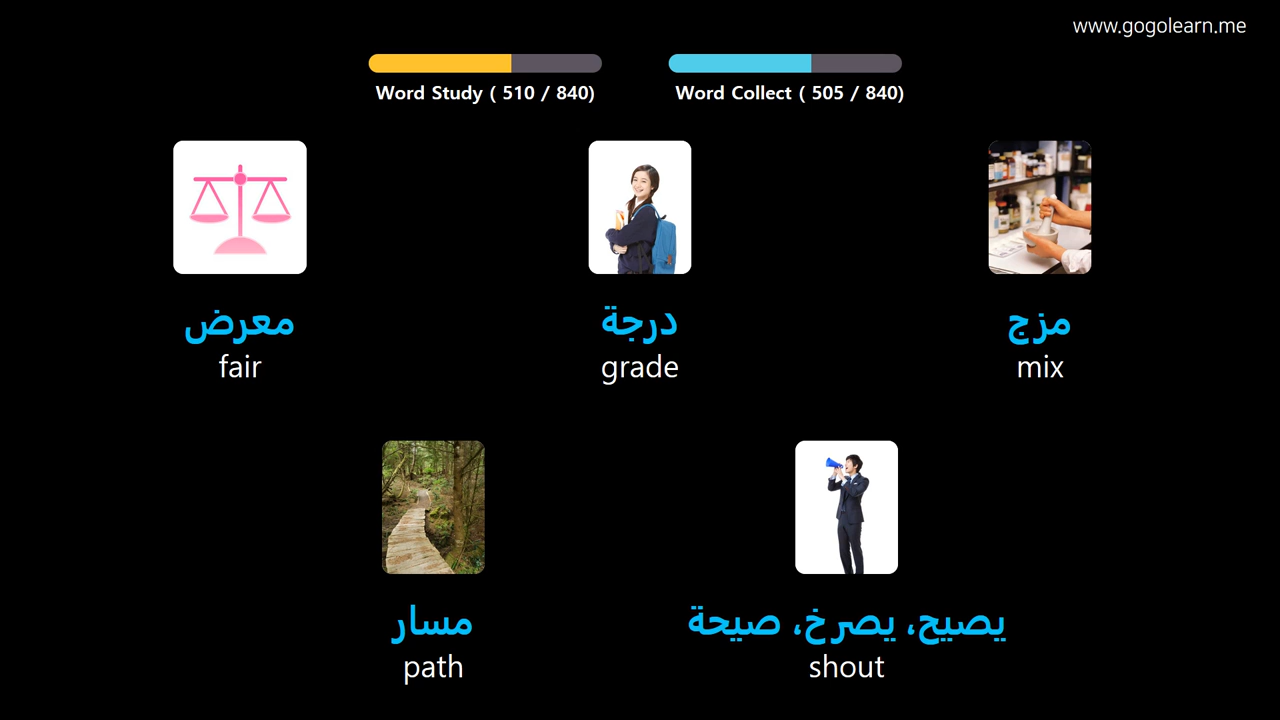 www.gogolearn.me
Word Study ( 510 / 840)
Word Collect ( 505 / 840)
معرض
fair
درجة
grade
مزج
mix
مسار
path
يصيح، يصرخ، صيحة
shout